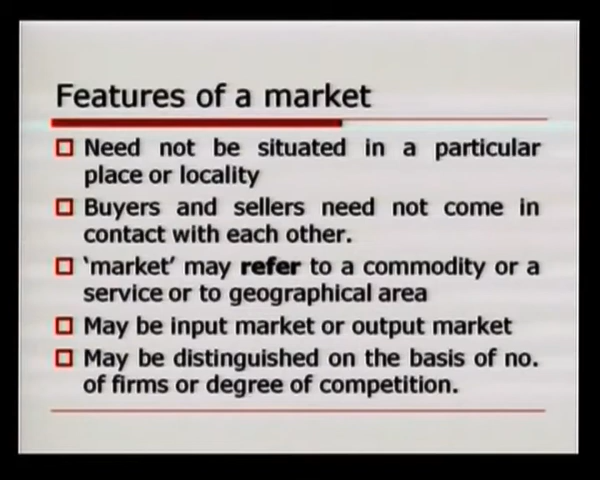 Features of a market
Need not be situated in a particular
place or locality
Buyers and sellers need not come in
contact with each other.
‘market’ may refer to a commodity or a
service or to geographical area
May be input market or output market
May be distinguished on the basis of no.
of firms or degree of competition.